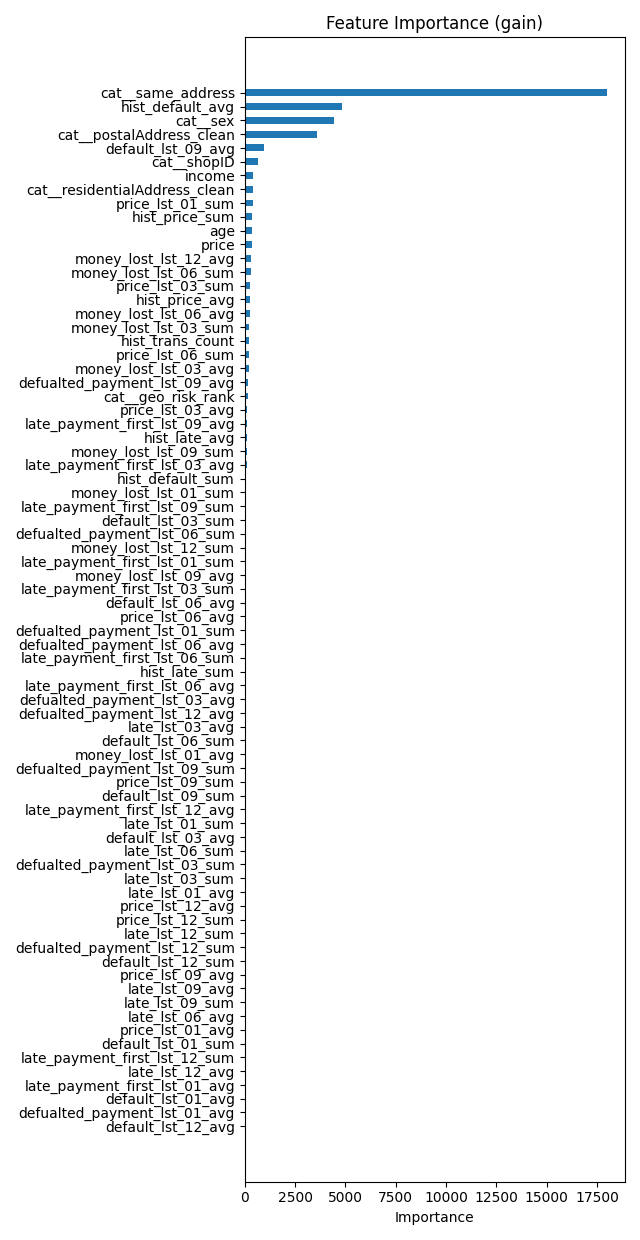 Feature Importance (gain)
cat__same_address
hist_default_avg
cat__sex
cat__postalAddress_clean
default_lst_09_avg
cat__shopID
income
cat__residentialAddress_clean
price_lst_01_sum
hist_price_sum
age
price
money_lost_lst_12_avg
money_lost_lst_06_sum
price_lst_03_sum
hist_price_avg
money_lost_lst_06_avg
money_lost_lst_03_sum
hist_trans_count
price_lst_06_sum
money_lost_lst_03_avg
defualted_payment_lst_09_avg
cat__geo_risk_rank
price_lst_03_avg
late_payment_first_lst_09_avg
hist_late_avg
money_lost_lst_09_sum
late_payment_first_lst_03_avg
hist_default_sum
money_lost_lst_01_sum
late_payment_first_lst_09_sum
default_lst_03_sum
defualted_payment_lst_06_sum
money_lost_lst_12_sum
late_payment_first_lst_01_sum
money_lost_lst_09_avg
late_payment_first_lst_03_sum
default_lst_06_avg
price_lst_06_avg
defualted_payment_lst_01_sum
defualted_payment_lst_06_avg
late_payment_first_lst_06_sum
hist_late_sum
late_payment_first_lst_06_avg
defualted_payment_lst_03_avg
defualted_payment_lst_12_avg
late_lst_03_avg
default_lst_06_sum
money_lost_lst_01_avg
defualted_payment_lst_09_sum
price_lst_09_sum
default_lst_09_sum
late_payment_first_lst_12_avg
late_lst_01_sum
default_lst_03_avg
late_lst_06_sum
defualted_payment_lst_03_sum
late_lst_03_sum
late_lst_01_avg
price_lst_12_avg
price_lst_12_sum
late_lst_12_sum
defualted_payment_lst_12_sum
default_lst_12_sum
price_lst_09_avg
late_lst_09_avg
late_lst_09_sum
late_lst_06_avg
price_lst_01_avg
default_lst_01_sum
late_payment_first_lst_12_sum
late_lst_12_avg
late_payment_first_lst_01_avg
default_lst_01_avg
defualted_payment_lst_01_avg
default_lst_12_avg
0 2500 5000 7500 10000 12500 15000 17500
Importance